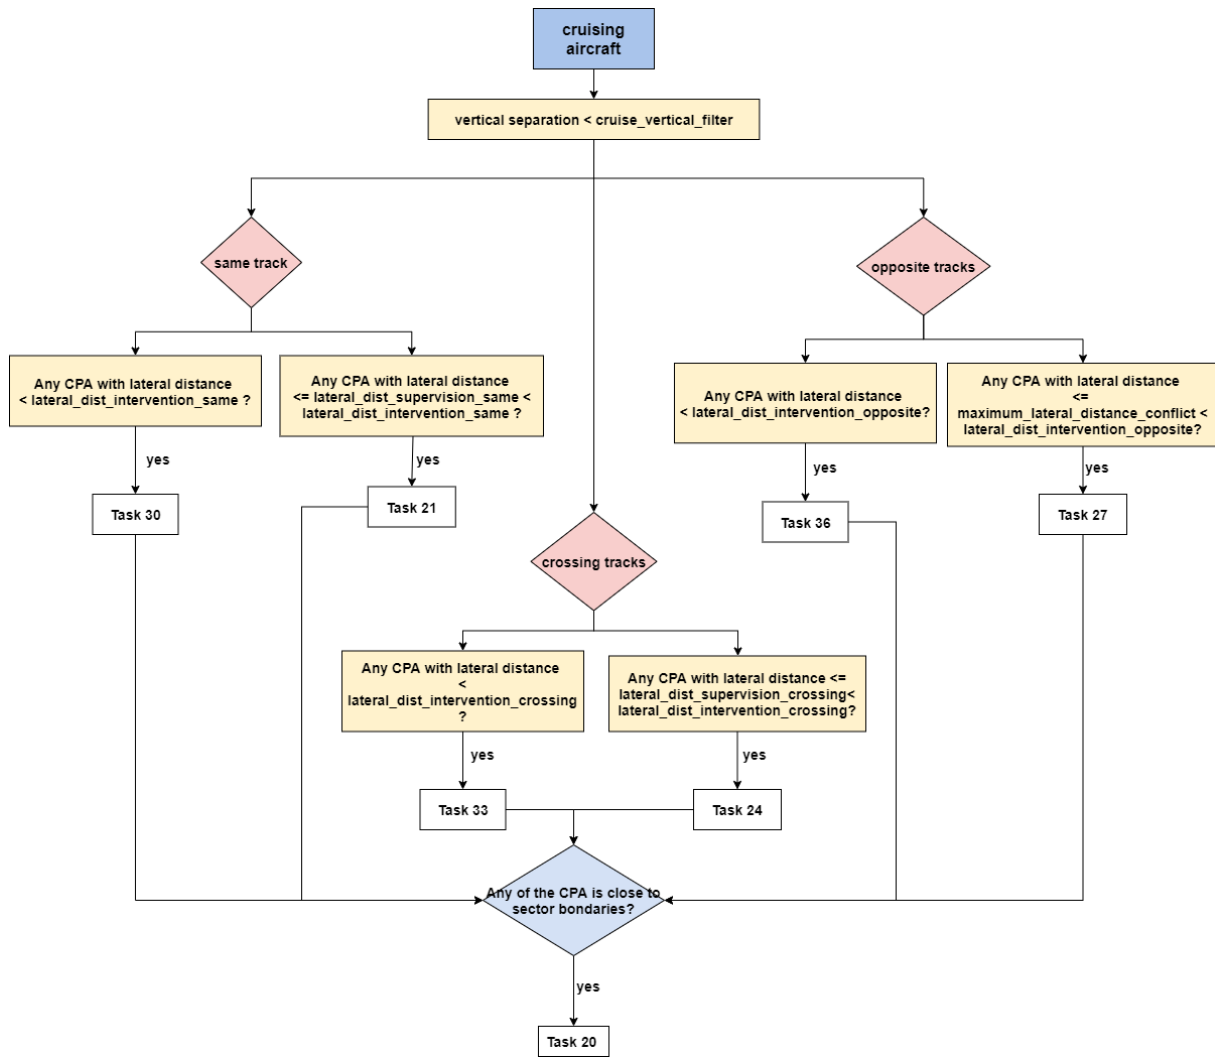 cruising
aircraft
vertical separation < cruise_vertical_filter
same track
opposite tracks
Any CPA with lateral distance
< lateral_dist_intervention_same ?
Any CPA with lateral distance
<= lateral_dist_supervision_same <
lateral_dist_intervention_same ?
Any CPA with lateral distance
< lateral_dist_intervention_opposite?
Any CPA with lateral distance
<=
maximum_lateral_distance_conflict <
lateral_dist_intervention_opposite?
yes
yes
yes
yes
Task 30
Task 21
Task 36
Task 27
crossing tracks
Any CPA with lateral distance
<
lateral_dist_intervention_crossing
?
Any CPA with lateral distance <=
lateral_dist_supervision_crossing<
lateral_dist_intervention_crossing?
yes
yes
Task 33
Task 24
Any of the CPA is close to
sector bondaries?
yes
Task 20